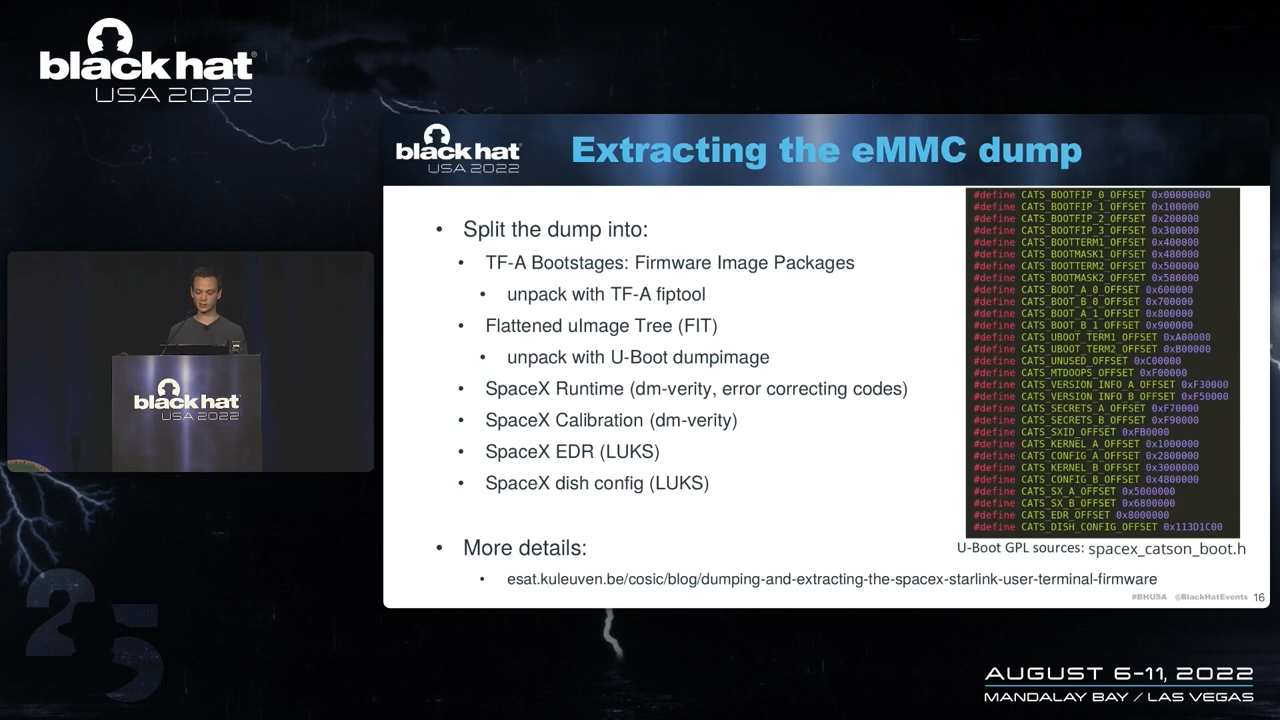 black hat®
USA 2022
black hat
USA 2022
Extracting the eMMC dump
• Split the dump into:
• TF-A Bootstages: Firmware Image Packages
• unpack with TF-A fiptool
• Flattened uImage Tree (FIT)
• unpack with U-Boot dumpimage
• SpaceX Runtime (dm-verity, error correcting codes)
• SpaceX Calibration (dm-verity)
• SpaceX EDR (LUKS)
• SpaceX dish config (LUKS)
• More details:
• esat.kuleuven.be/cosic/blog/dumping-and-extracting-the-spacex-starlink-user-terminal-firmware
#define CATS_BOOTFIP_0_OFFSET 0x00000000
#define CATS_BOOTFIP_1_OFFSET 0x100000
#define CATS_BOOTFIP_2_OFFSET 0x200000
#define CATS_BOOTFIP_3_OFFSET 0x300000
#define CATS_BOOTTERM1_OFFSET 0x400000
#define CATS_BOOTMASK1_OFFSET 0x480000
#define CATS_BOOTTERM2_OFFSET 0x500000
#define CATS_BOOTMASK2_OFFSET 0x580000
#define CATS_BOOT_A_0_OFFSET 0x600000
#define CATS_BOOT_B_0_OFFSET 0x700000
#define CATS_BOOT_A_1_OFFSET 0x800000
#define CATS_BOOT_B_1_OFFSET 0x900000
#define CATS_UBOOT_TERM1_OFFSET 0xA00000
#define CATS_UBOOT_TERM2_OFFSET 0xB00000
#define CATS_UNUSED_OFFSET 0xC00000
#define CATS_MTDOOPS_OFFSET 0xF00000
#define CATS_VERSION_INFO_A_OFFSET 0xF30000
#define CATS_VERSION_INFO_B_OFFSET 0xF50000
#define CATS_SECRETS_A_OFFSET 0xF70000
#define CATS_SECRETS_B_OFFSET 0xF90000
#define CATS_SXID_OFFSET 0xFB0000
#define CATS_KERNEL_A_OFFSET 0x1000000
#define CATS_CONFIG_A_OFFSET 0x2800000
#define CATS_KERNEL_B_OFFSET 0x3000000
#define CATS_CONFIG_B_OFFSET 0x4800000
#define CATS_SX_A_OFFSET 0x5000000
#define CATS_SX_B_OFFSET 0x6800000
#define CATS_EDR_OFFSET 0x8000000
#define CATS_DISH_CONFIG_OFFSET 0x113D1C00
U-Boot GPL sources: spacex_catson_boot.h
#BHUSA @BlackHatEvents 16
black hat
USA 2022
25
AUGUST 6-11, 2022
MANDALAY BAY / LAS VEGAS